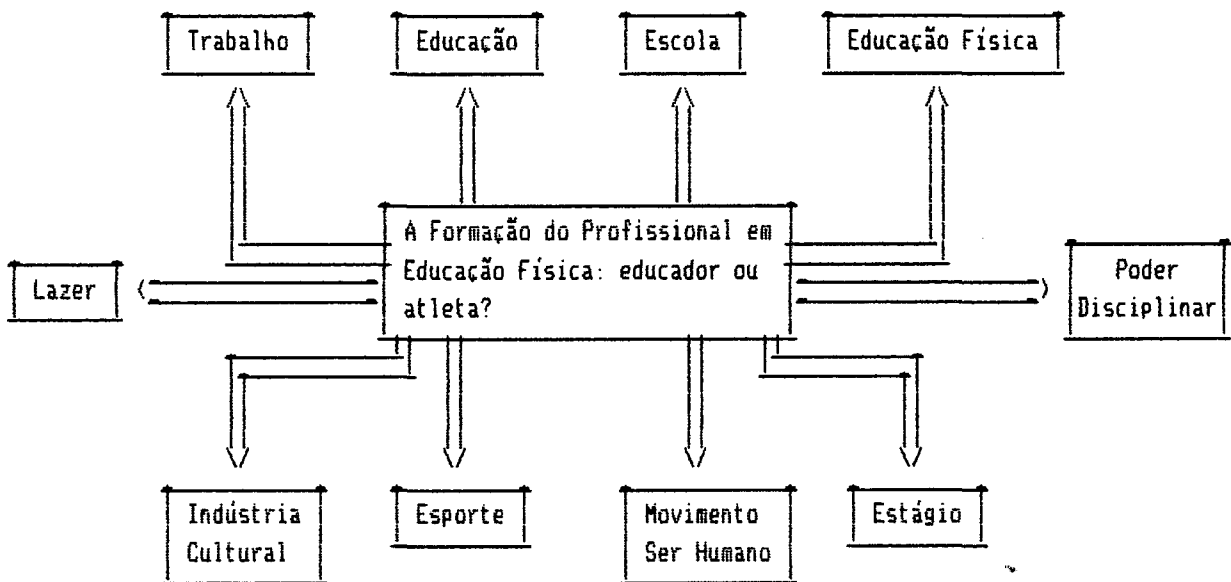 Trabalho
Educação
Escola
Educação Física
A Formação do Profissional em
Educação Física: educador ou
atleta?
Lazer
Poder
Disciplinar
Indústria
Cultural
Esporte
Movimento
Ser Humano
Estágio